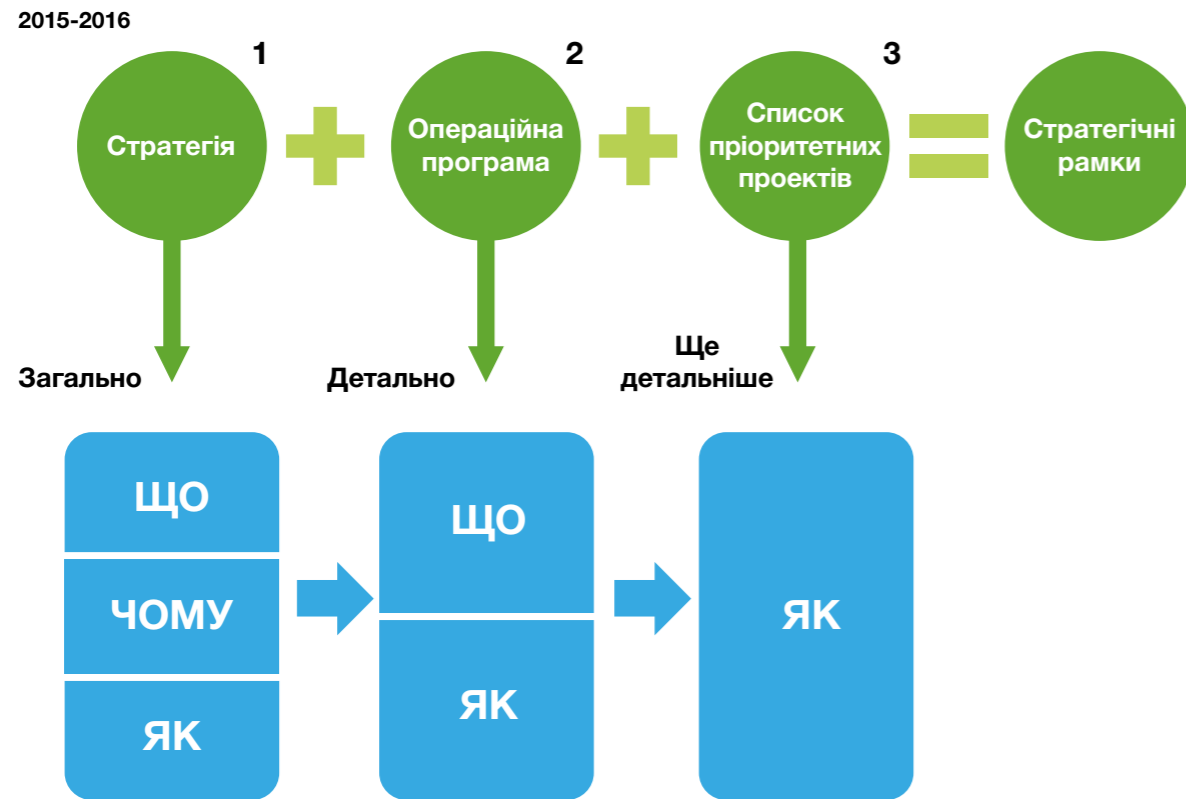 2015-2016
1
2
3
Стратегія
Операційна
програма
Список
пріоритетних
проектів
Стратегічні
рамки
Загально
Детально
Ще
детальніше
ЩО
ЧОМУ
ЯК
ЩО
ЯК
ЯК